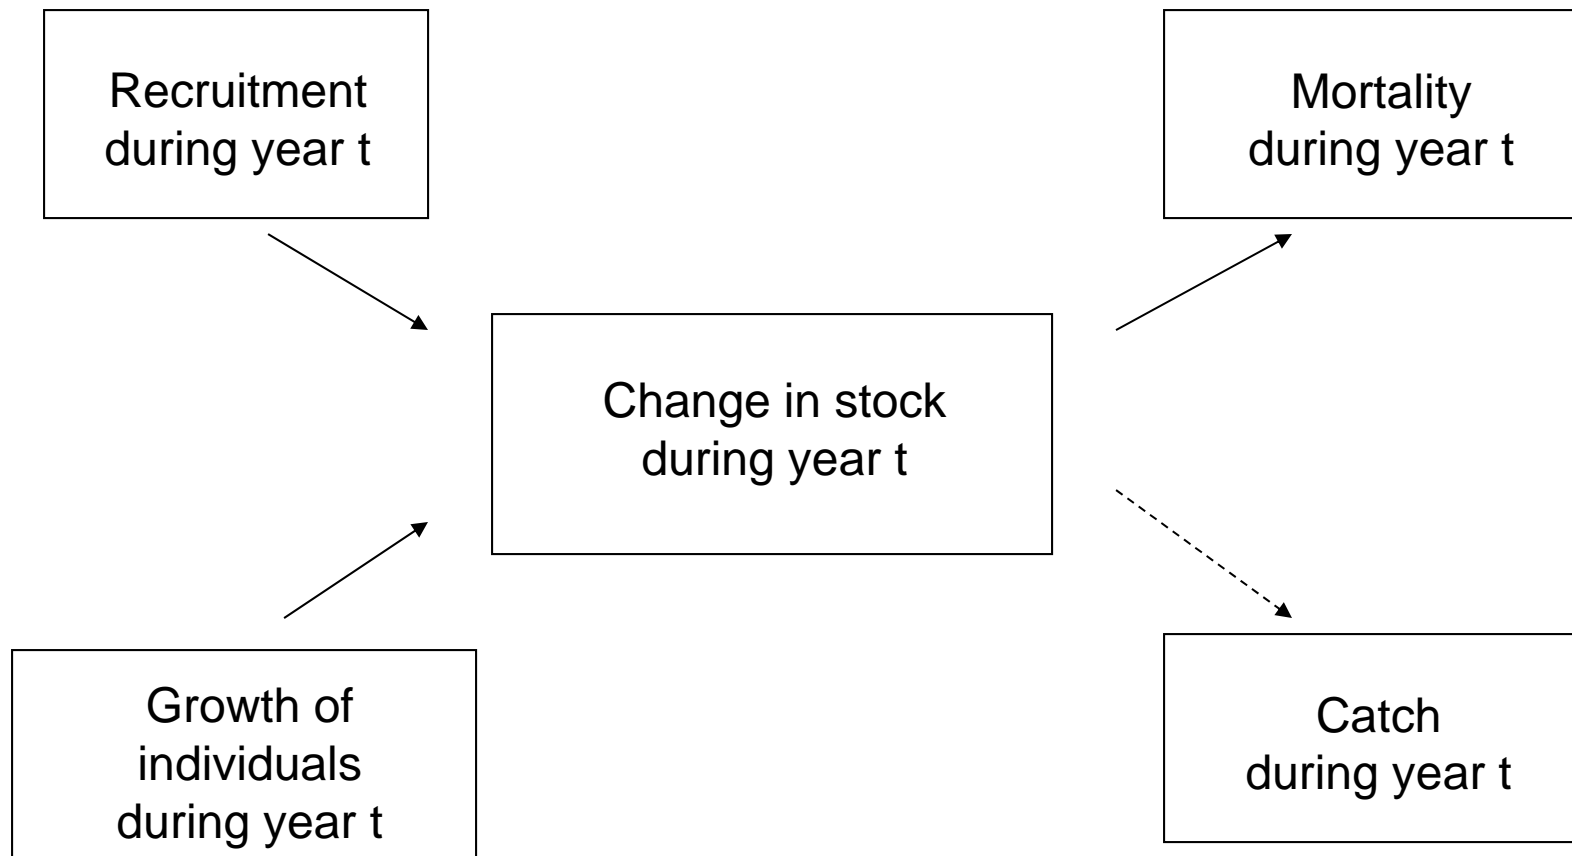 Recruitment
during year t
Mortality
during year t
Change in stock
during year t
Growth of
individuals
during year t
Catch
during year t